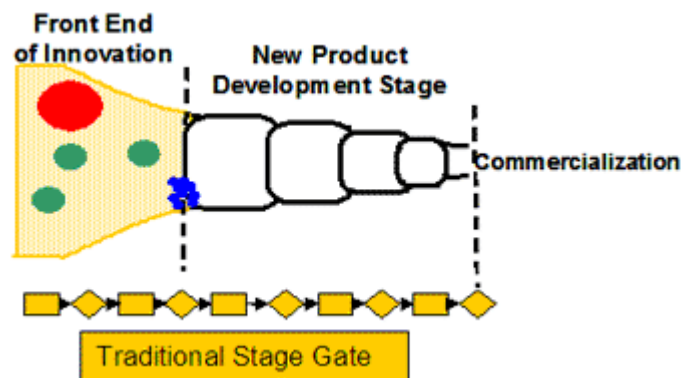 Front End
of Innovation
New Product
Development Stage
Commercialization
Traditional Stage Gate